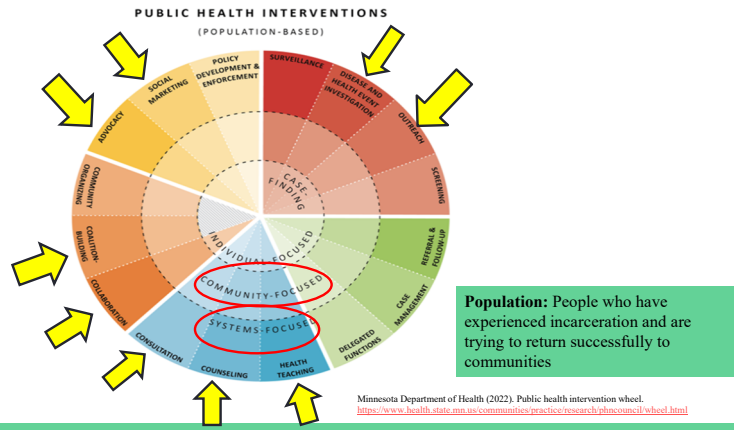 PUBLIC HEALTH INTERVENTIONS
(POPULATION-BASED)
POLICY
DEVELOPMENT &
ENFORCEMENT
SURVEILLANCE
DISEASE AND
HEALTH EVENT
INVESTIGATION
OUTREACH
SCREENING
REFERRAL &
FOLLOW-UP
CASE
MANAGEMENT
DELEGATED
FUNCTIONS
HEALTH
TEACHING
COUNSELING
CONSULTATION
COLLABORATION
COALITION-
BUILDING
COMMUNITY
ORGANIZING
ADVOCACY
SOCIAL
MARKETING
CASE-
FINDING
INDIVIDUAL-FOCUSED
COMMUNITY-FOCUSED
SYSTEMS-FOCUSED
Population: People who have
experienced incarceration and are
trying to return successfully to
communities
Minnesota Department of Health (2022). Public health intervention wheel.
https://www.health.state.mn.us/communities/practice/research/phncouncil/wheel.html